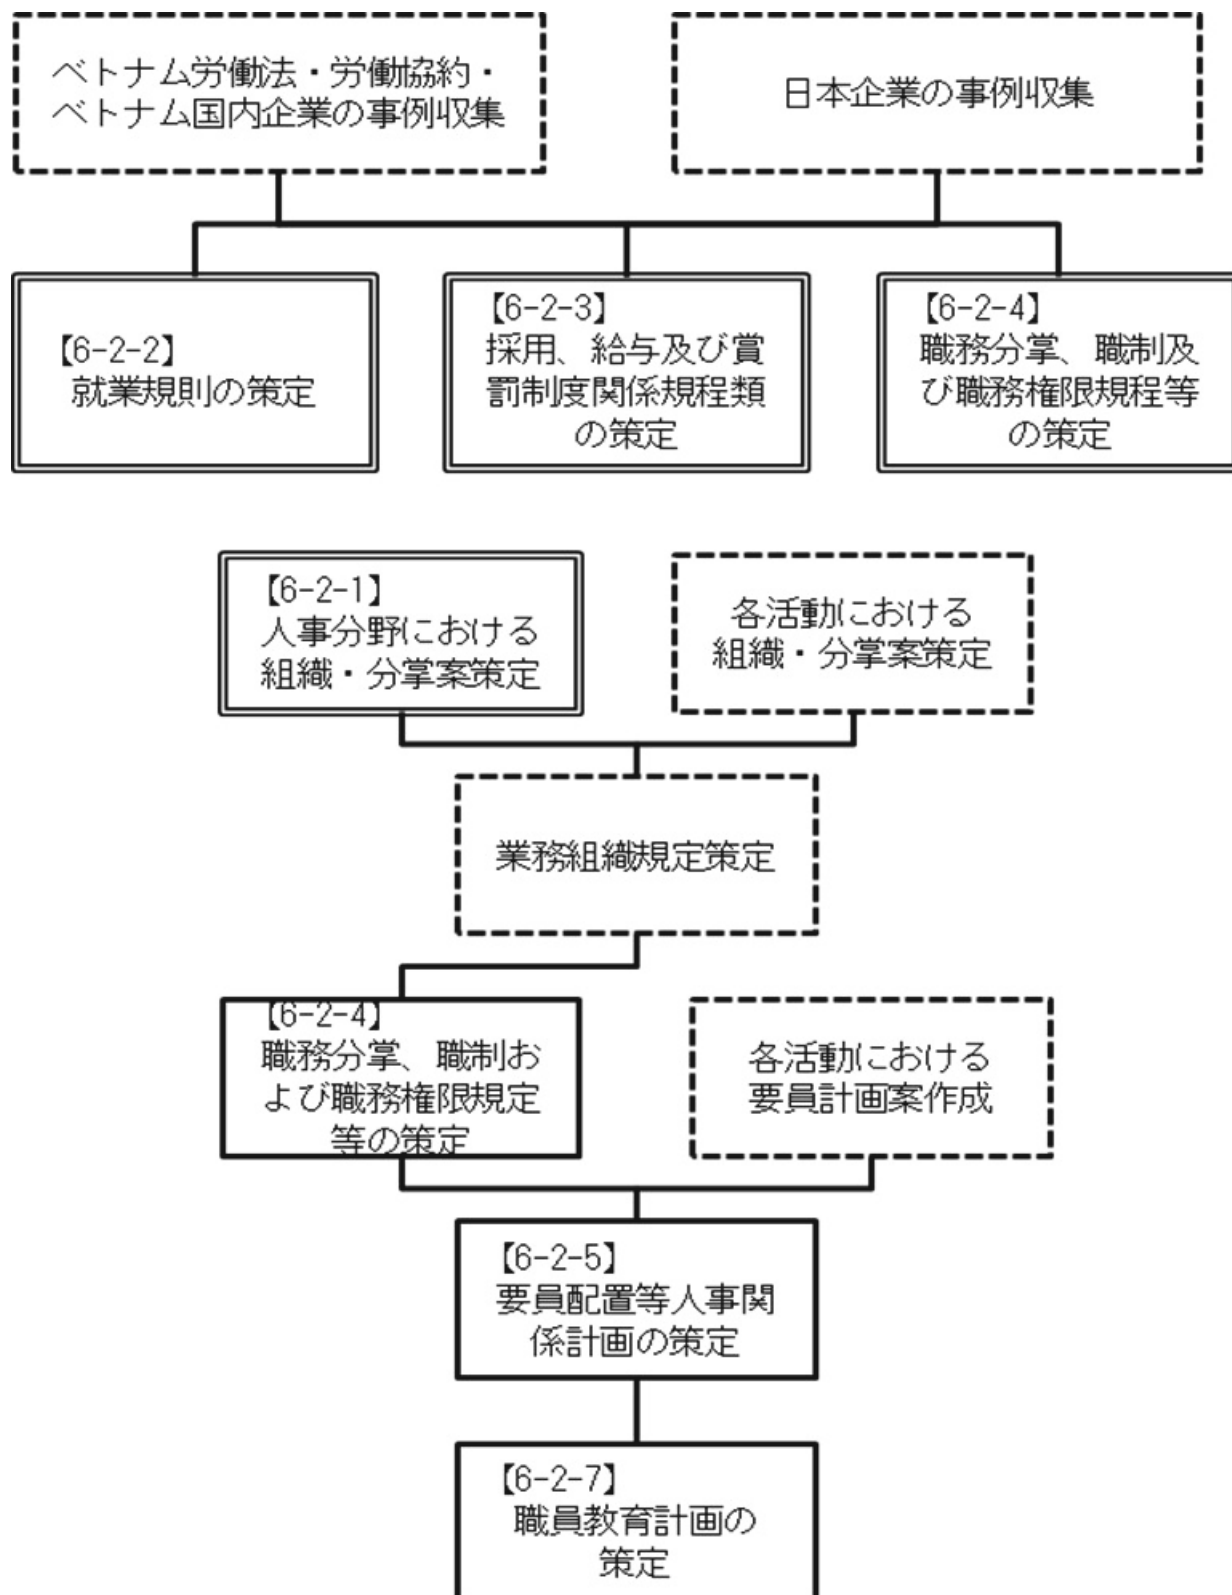 ベトナム労働法・労働協約・
ベトナム国内企業の事例収集
日本企業の事例収集
【6-2-2】
就業規則の策定
【6-2-3】
採用、給与及び賞
罰制度関係規程類
の策定
【6-2-4】
職務分掌、職制及
び職務権限規程等
の策定
【6-2-1】
人事分野における
組織・分掌案策定
各活動における
組織・分掌案策定
業務組織規定策定
【6-2-4】
職務分掌、職制お
よび職務権限規定
等の策定
各活動における
要員計画案作成
【6-2-5】
要員配置等人事関
係計画の策定
【6-2-7】
職員教育計画の
策定